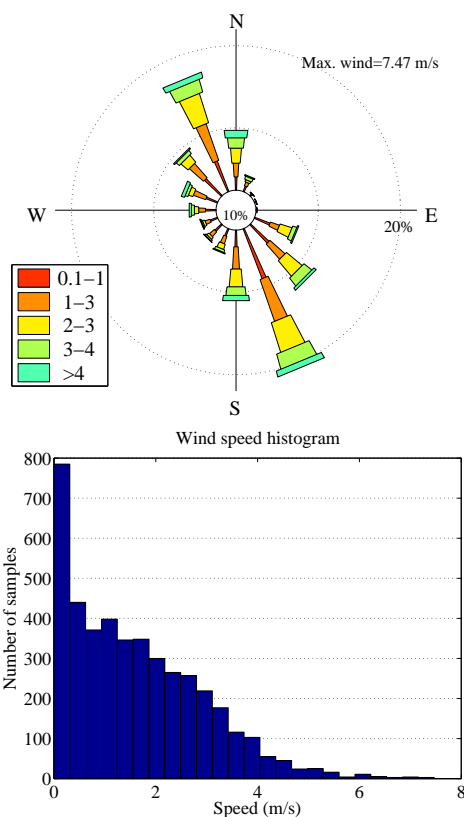 N
Max. wind=7.47 m/s
W
10%
E
20%
0.1–1
1–3
2–3
3–4
>4
S
Wind speed histogram
800
700
600
500
400
300
200
100
0
Number of samples
0 2 4 6 8
Speed (m/s)